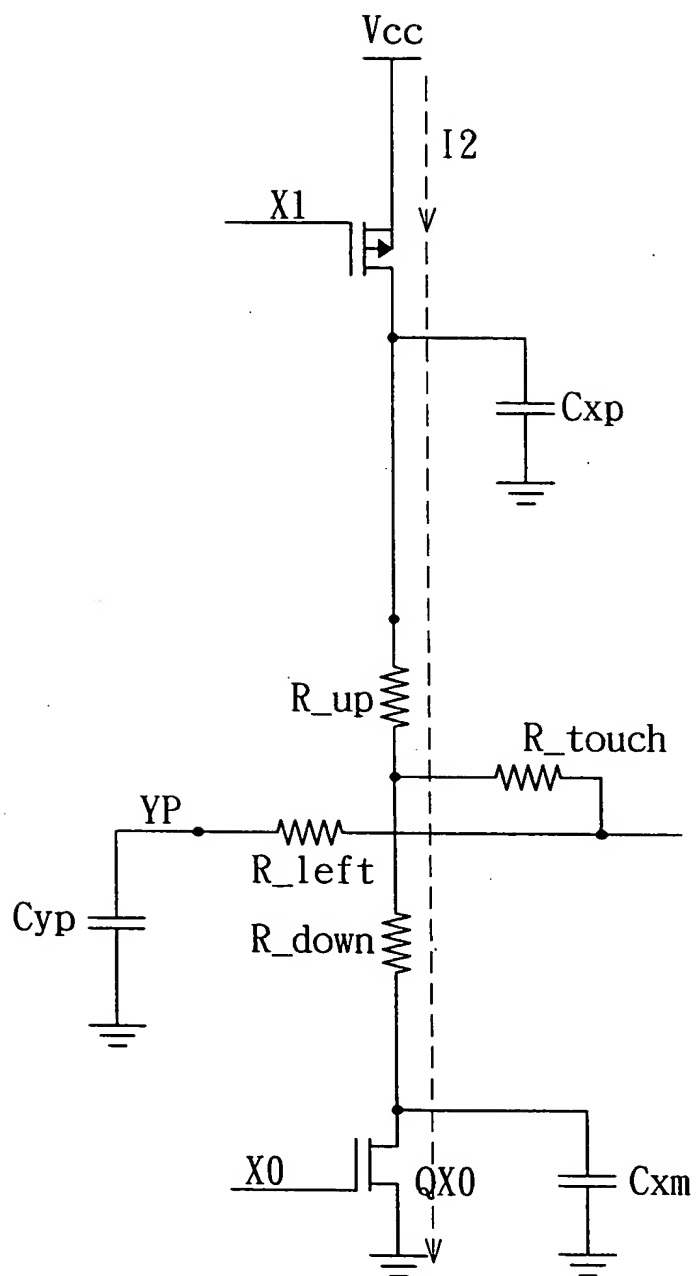 Vcc
I2
X1
Cxp
R_up
R_touch
YP
R_left
Cyp
R_down
X0
QX0
Cxm